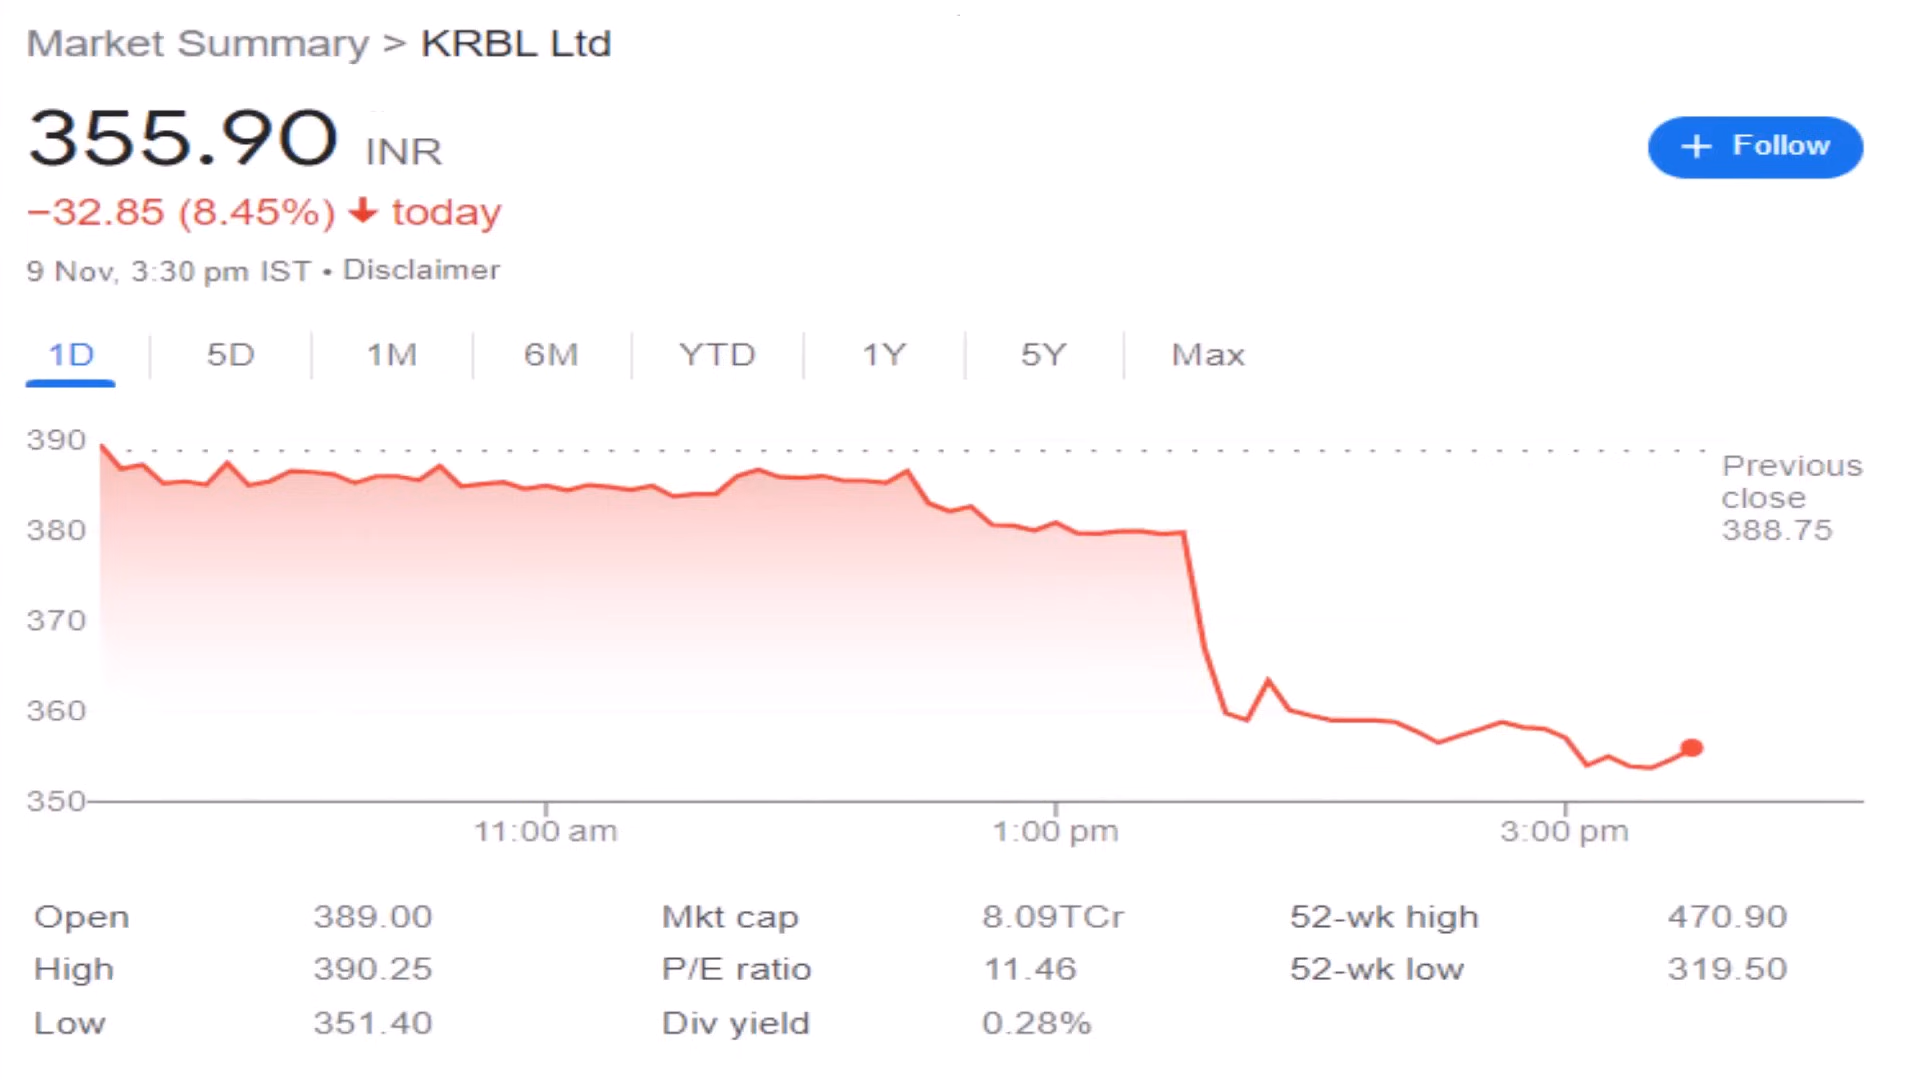 Market Summary > KRBL Ltd
355.90 INR
+ Follow
−32.85 (8.45%) ↓ today
9 Nov, 3:30 pm IST • Disclaimer
1D 5D 1M 6M YTD 1Y 5Y Max
390
Previous
close
388.75
380
370
360
350
11:00 am 1:00 pm 3:00 pm
Open 389.00 Mkt cap 8.09TCr 52-wk high 470.90
High 390.25 P/E ratio 11.46 52-wk low 319.50
Low 351.40 Div yield 0.28%